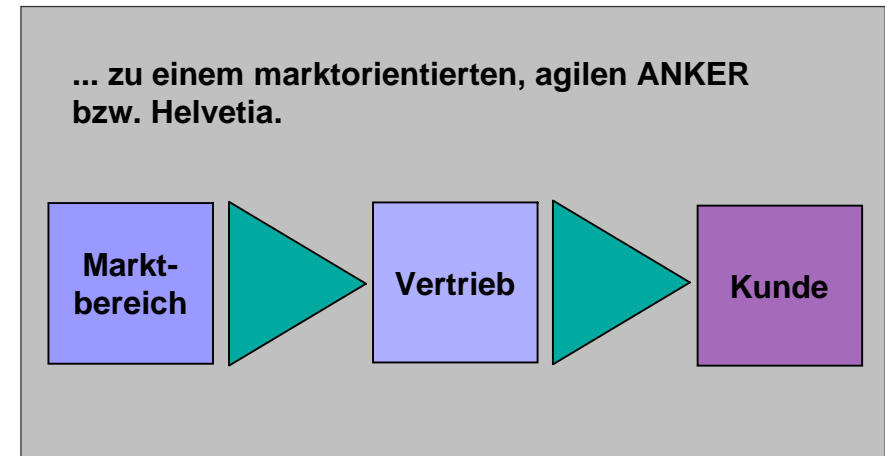 ... zu einem marktorientierten, agilen ANKER
bzw. Helvetia.
Markt-
bereich
Vertrieb
Kunde